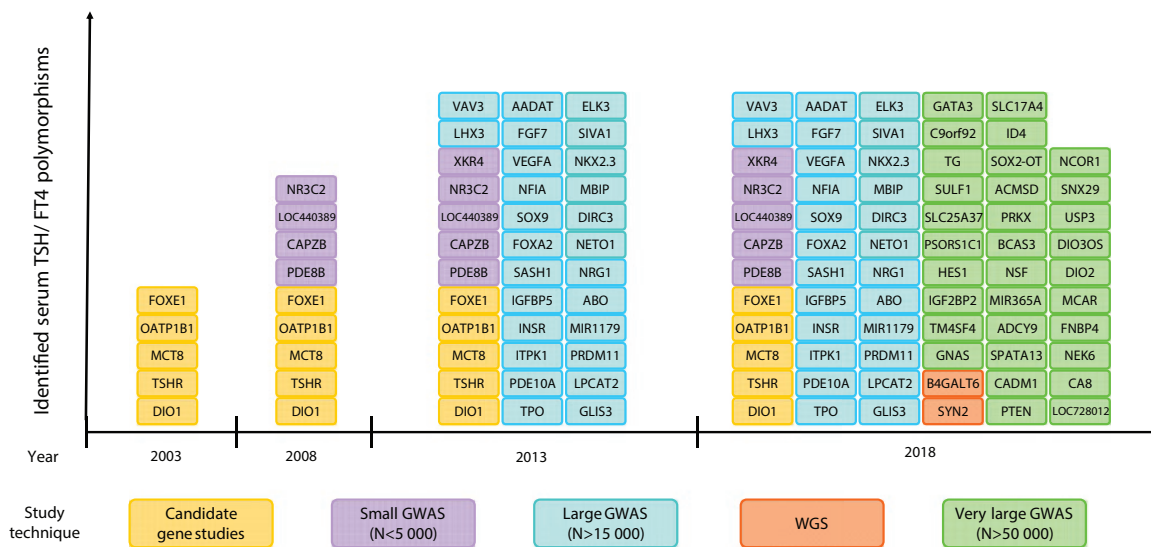 Identified serum TSH/ FT4 polymorphisms
FOXE1
OATP1B1
MCT8
TSHR
DIO1
NR3C2
LOC440389
CAPZB
PDE8B
FOXE1
OATP1B1
MCT8
TSHR
DIO1
VAV3
LHX3
XKR4
NR3C2
LOC440389
CAPZB
PDE8B
FOXE1
OATP1B1
MCT8
TSHR
DIO1
AADAT
FGF7
VEGFA
NFIA
SOX9
FOXA2
SASH1
IGFBP5
INSR
ITPK1
PDE10A
TPO
ELK3
SIVA1
NKX2.3
MBIP
DIRC3
NETO1
NRG1
ABO
MIR1179
PRDM11
LPCAT2
GLIS3
VAV3
LHX3
XKR4
NR3C2
LOC440389
CAPZB
PDE8B
FOXE1
OATP1B1
MCT8
TSHR
DIO1
AADAT
FGF7
VEGFA
NFIA
SOX9
FOXA2
SASH1
IGFBP5
INSR
ITPK1
PDE10A
TPO
ELK3
SIVA1
NKX2.3
MBIP
DIRC3
NETO1
NRG1
ABO
MIR1179
PRDM11
LPCAT2
GLIS3
GATA3
C9orf92
TG
SULF1
SLC25A37
PSORS1C1
HES1
IGF2BP2
TM4SF4
GNAS
B4GALT6
SYN2
SLC17A4
ID4
SOX2-OT
ACMSD
PRKX
BCAS3
NSF
MIR365A
ADCY9
SPATA13
CADM1
PTEN
NCOR1
SNX29
USP3
DIO3OS
DIO2
MCAR
FNBP4
NEK6
CA8
LOC728012
Year
2003
2008
2013
2018
Study
technique
Candidate
gene studies
Small GWAS
(N<5 000)
Large GWAS
(N>15 000)
WGS
Very large GWAS
(N>50 000)